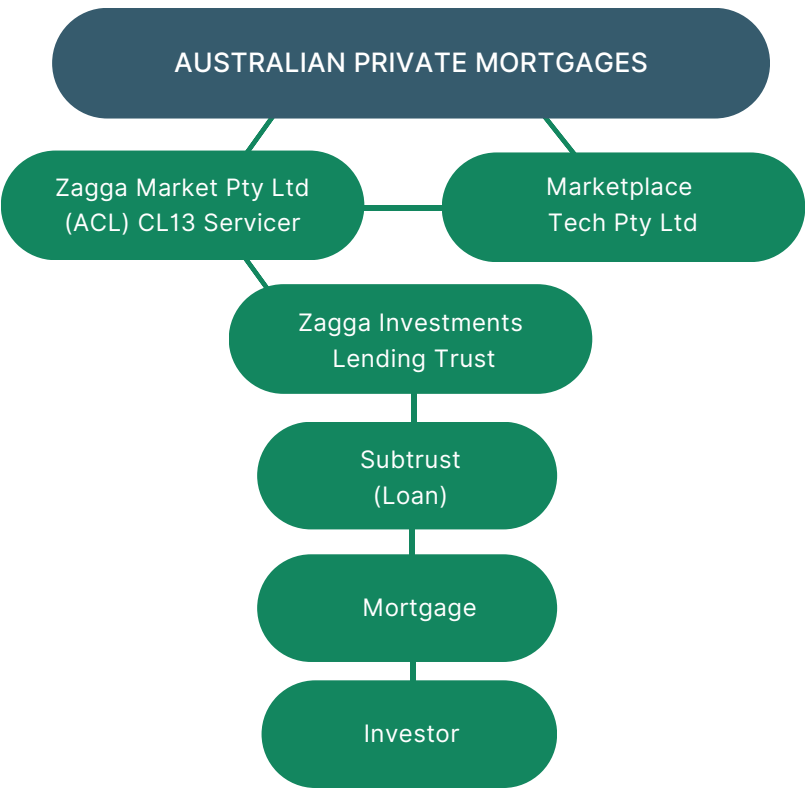 AUSTRALIAN PRIVATE MORTGAGES
Zagga Market Pty Ltd
(ACL) CL13 Servicer
Marketplace
Tech Pty Ltd
Zagga Investments
Lending Trust
Subtrust
(Loan)
Mortgage
Investor